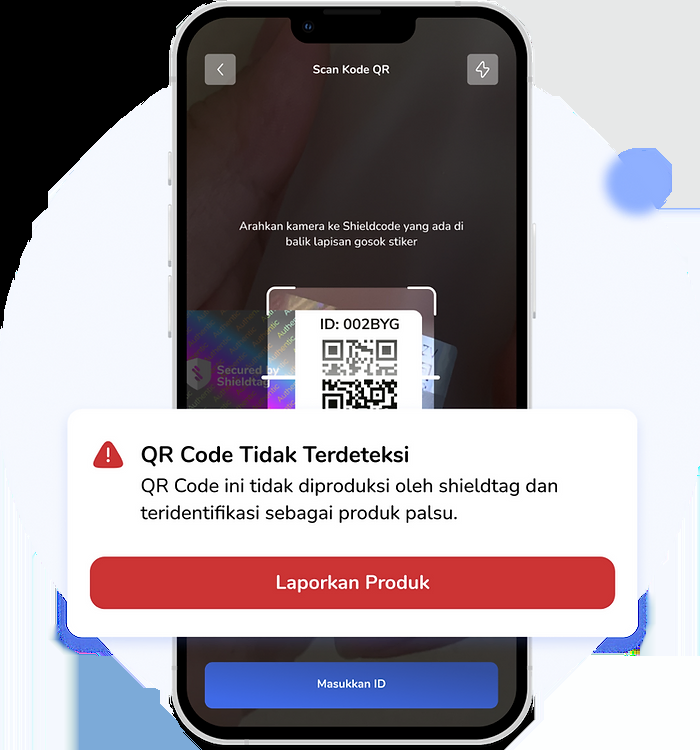 Scan Kode QR
Arahkan kamera ke Shieldcode yang ada di
balik lapisan gosok stiker
ID: 002BYG
Secured by
Shieldtag
QR Code Tidak Terdeteksi
QR Code ini tidak diproduksi oleh shieldtag dan
teridentifikasi sebagai produk palsu.
Laporkan Produk
Masukkan ID